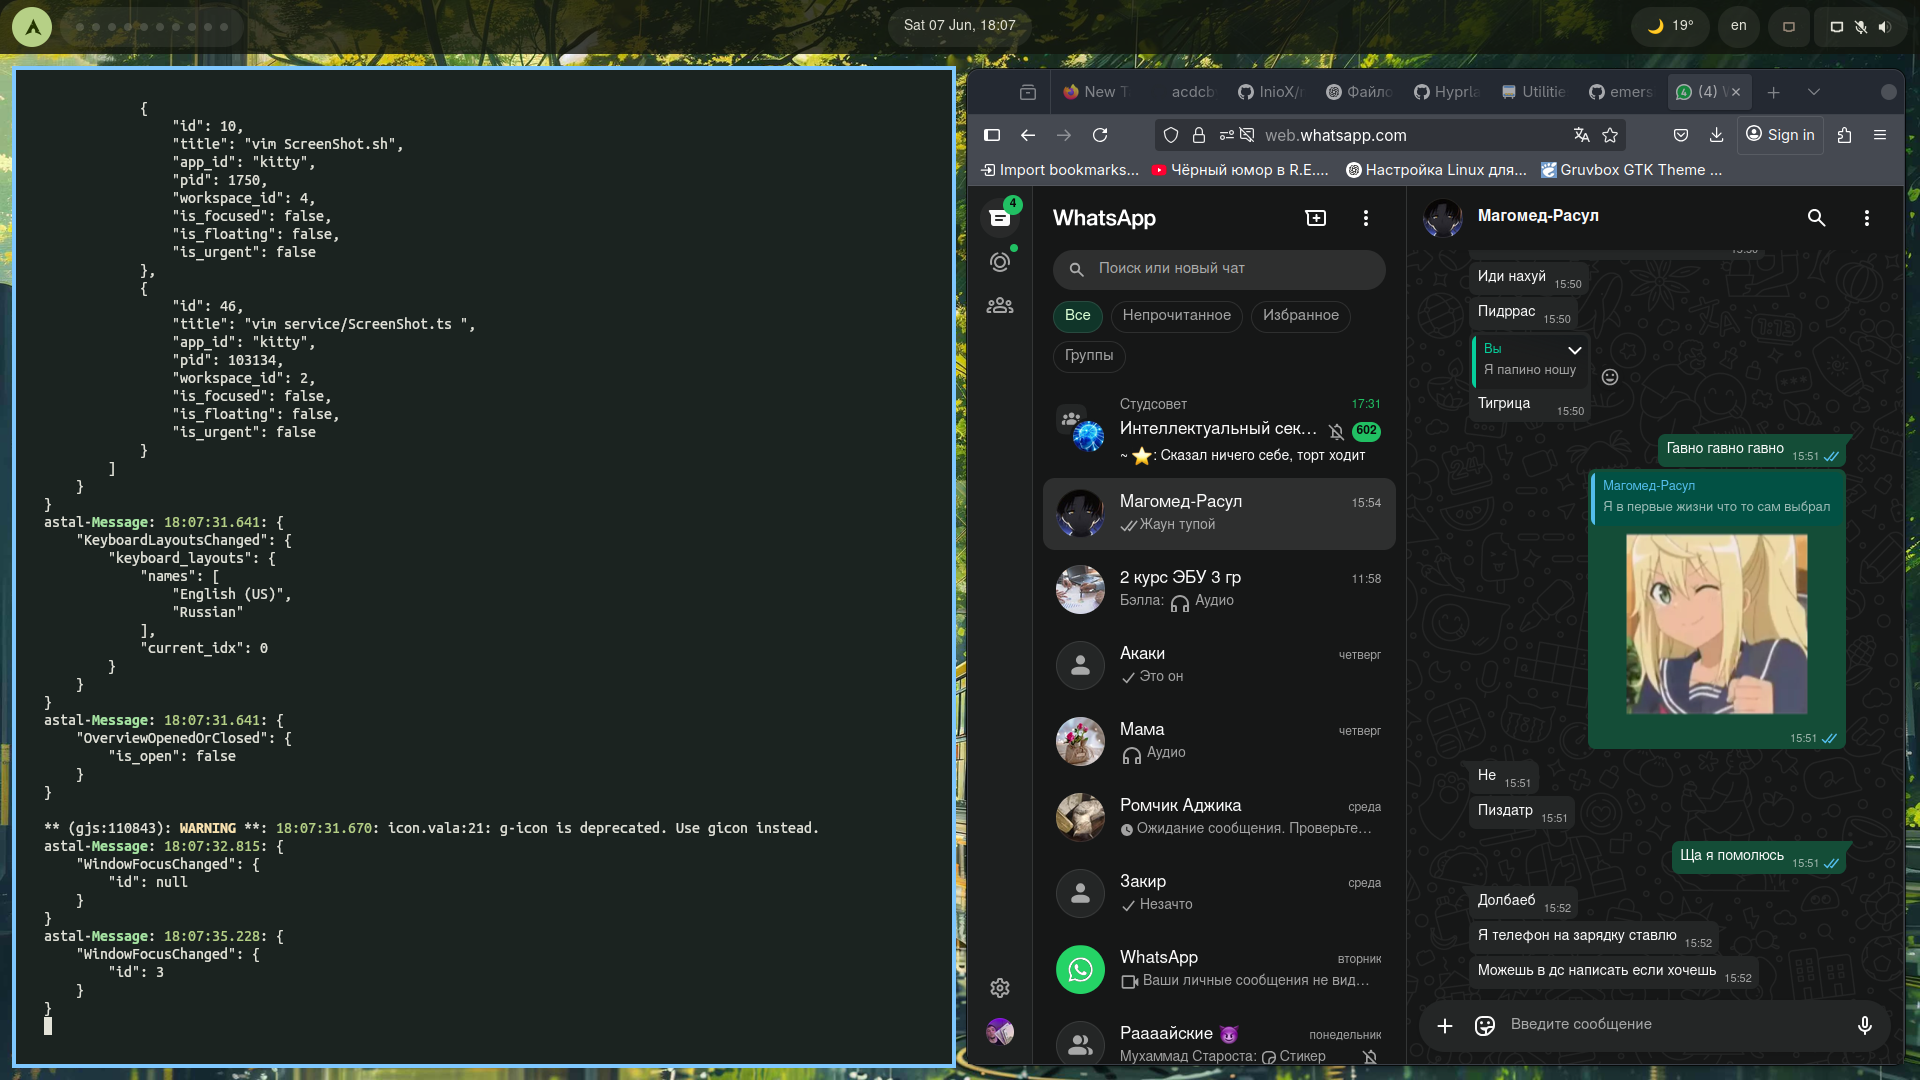 Sat 07 Jun, 18:07
19°
en
{
"id": 10,
"title": "vim ScreenShot.sh",
"app_id": "kitty",
"pid": 1750,
"workspace_id": 4,
"is_focused": false,
"is_floating": false,
"is_urgent": false
},
{
"id": 46,
"title": "vim service/ScreenShot.ts ",
"app_id": "kitty",
"pid": 103134,
"workspace_id": 2,
"is_focused": false,
"is_floating": false,
"is_urgent": false
}
]
}
}
astal-Message: 18:07:31.641: {
"KeyboardLayoutsChanged": {
"keyboard_layouts": {
"names": [
"English (US)",
"Russian"
],
"current_idx": 0
}
}
}
astal-Message: 18:07:31.641: {
"OverviewOpenedOrClosed": {
"is_open": false
}
}
** (gjs:110843): WARNING **: 18:07:31.670: icon.vala:21: g-icon is deprecated. Use gicon instead.
astal-Message: 18:07:32.815: {
"WindowFocusChanged": {
"id": null
}
}
astal-Message: 18:07:35.228: {
"WindowFocusChanged": {
"id": 3
}
}
New T
acdcb
InioX/
Файло
Hyprla
Utilitie
emers
(4)
web.whatsapp.com
Sign in
Import bookmarks...
Чёрный юмор в R.E....
Настройка Linux для...
Gruvbox GTK Theme ...
4
WhatsApp
Поиск или новый чат
Все
Непрочитанное
Избранное
Группы
Студсовет
17:31
Интеллектуальный сек...
602
~ ⭐: Сказал ничего себе, торт ходит
Магомед-Расул
15:54
Жаун тупой
2 курс ЭБУ 3 гр
11:58
Бэлла: Аудио
Акаки
четверг
Это он
Мама
четверг
Аудио
Ромчик Аджика
среда
Ожидание сообщения. Проверьте...
Закир
среда
Незачто
WhatsApp
вторник
Ваши личные сообщения не вид...
Раааайские 😈
понедельник
Мухаммад Староста: Стикер
Магомед-Расул
15:50
Иди нахуй 15:50
Пидррас 15:50
Вы
Я папино ношу
Тигрица 15:50
Гавно гавно гавно 15:51
Магомед-Расул
Я в первые жизни что то сам выбрал
15:51
Не 15:51
Пиздатр 15:51
Ща я помолюсь 15:51
Долбаеб 15:52
Я телефон на зарядку ставлю 15:52
Можешь в дс написать если хочешь 15:52
Введите сообщение